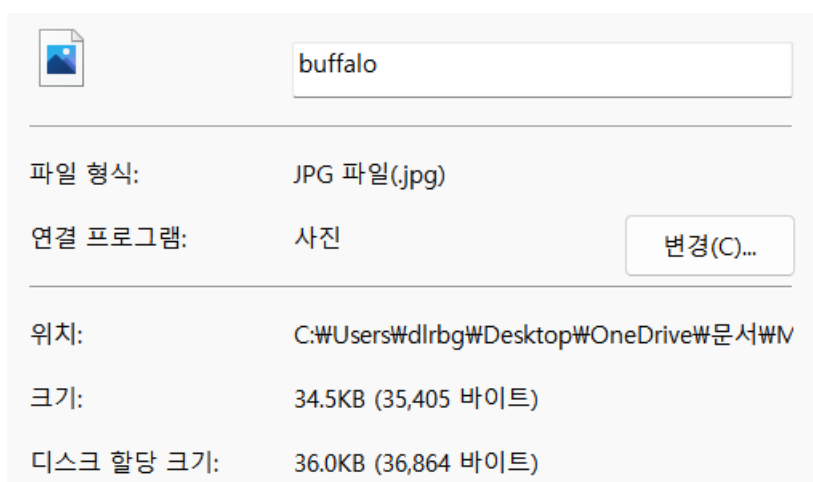 buffalo
파일 형식: JPG 파일(.jpg)
연결 프로그램: 사진 변경(C)...
위치: C:₩Users₩dlrbg₩Desktop₩OneDrive₩문서₩M
크기: 34.5KB (35,405 바이트)
디스크 할당 크기: 36.0KB (36,864 바이트)